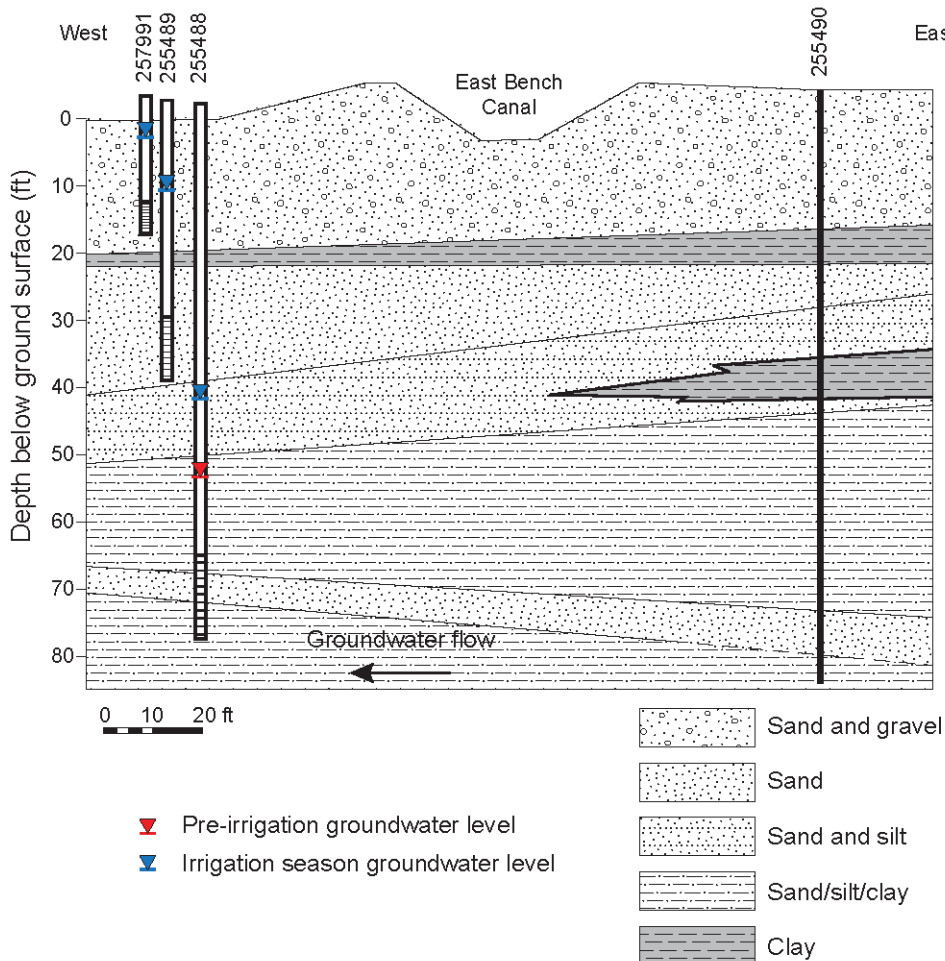 West
257991
255489
255488
East Bench
Canal
255490
Eas
Depth below ground surface (ft)
0
10
20
30
40
50
60
70
80
Groundwater flow
0 10 20 ft
Pre-irrigation groundwater level
Irrigation season groundwater level
Sand and gravel
Sand
Sand and silt
Sand/silt/clay
Clay